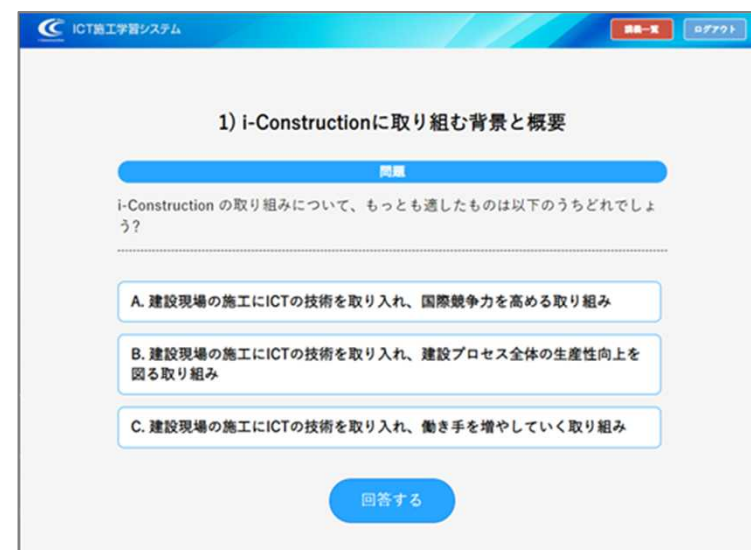 ICT施工学習システム
講義一覧
ログアウト
1) i-Constructionに取り組む背景と概要
問題
i-Construction の取り組みについて、もっとも適したものは以下のうちどれでしょ
う?
A. 建設現場の施工にICTの技術を取り入れ、国際競争力を高める取り組み
B. 建設現場の施工にICTの技術を取り入れ、建設プロセス全体の生産性向上を
図る取り組み
C. 建設現場の施工にICTの技術を取り入れ、働き手を増やしていく取り組み
回答する